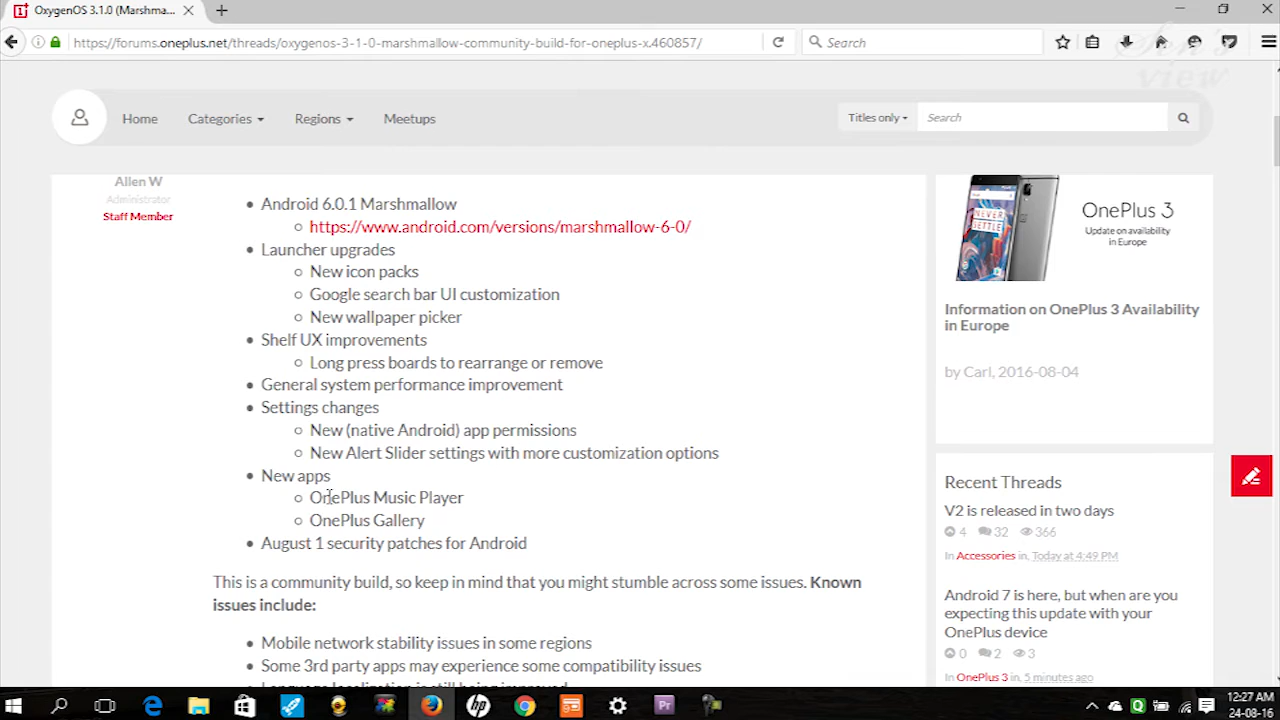 OxygenOS 3.1.0 (Marshma...
https://forums.oneplus.net/threads/oxygenos-3-1-0-marshmallow-community-build-for-oneplus-x.460857/
Search
view
Home
Categories
Regions
Meetups
Titles only
Search
Allen W
Administrator
Staff Member
Android 6.0.1 Marshmallow
https://www.android.com/versions/marshmallow-6-0/
Launcher upgrades
New icon packs
Google search bar UI customization
New wallpaper picker
Shelf UX improvements
Long press boards to rearrange or remove
General system performance improvement
Settings changes
New (native Android) app permissions
New Alert Slider settings with more customization options
New apps
OnePlus Music Player
OnePlus Gallery
August 1 security patches for Android
This is a community build, so keep in mind that you might stumble across some issues. Known
issues include:
Mobile network stability issues in some regions
Some 3rd party apps may experience some compatibility issues
NEVER
SETTLE
OnePlus 3
Update on availability
in Europe
Information on OnePlus 3 Availability
in Europe
by Carl, 2016-08-04
Recent Threads
V2 is released in two days
4 32 366
In Accessories in, Today at 4:49 PM
Android 7 is here, but when are you
expecting this update with your
OnePlus device
0 2 3
In OnePlus 3 in, 5 minutes ago
12:27 AM
24-08-16